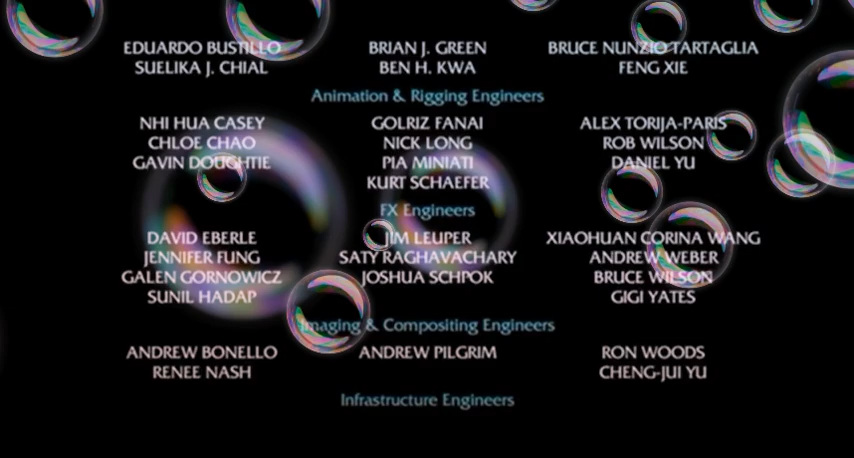 EDUARDO BUSTILLO BRIAN J. GREEN BRUCE NUNZIO TARTAGLIA
SUELIKA J. CHIAL BEN H. KWA FENG XIE
Animation & Rigging Engineers
NHI HUA CASEY GOLRIZ FANAI ALEX TORIJA-PARIS
CHLOE CHAO NICK LONG ROB WILSON
GAVIN DOUGHTIE PIA MINIATI DANIEL YU
KURT SCHAEFER
FX Engineers
DAVID EBERLE JIM LEUPER XIAOHUAN CORINA WANG
JENNIFER FUNG SATY RAGHAVACHARY ANDREW WEBER
GALEN GORNOWICZ JOSHUA SCHPOK BRUCE WILSON
SUNIL HADAP GIGI YATES
Imaging & Compositing Engineers
ANDREW BONELLO ANDREW PILGRIM RON WOODS
RENEE NASH CHENG-JUI YU
Infrastructure Engineers